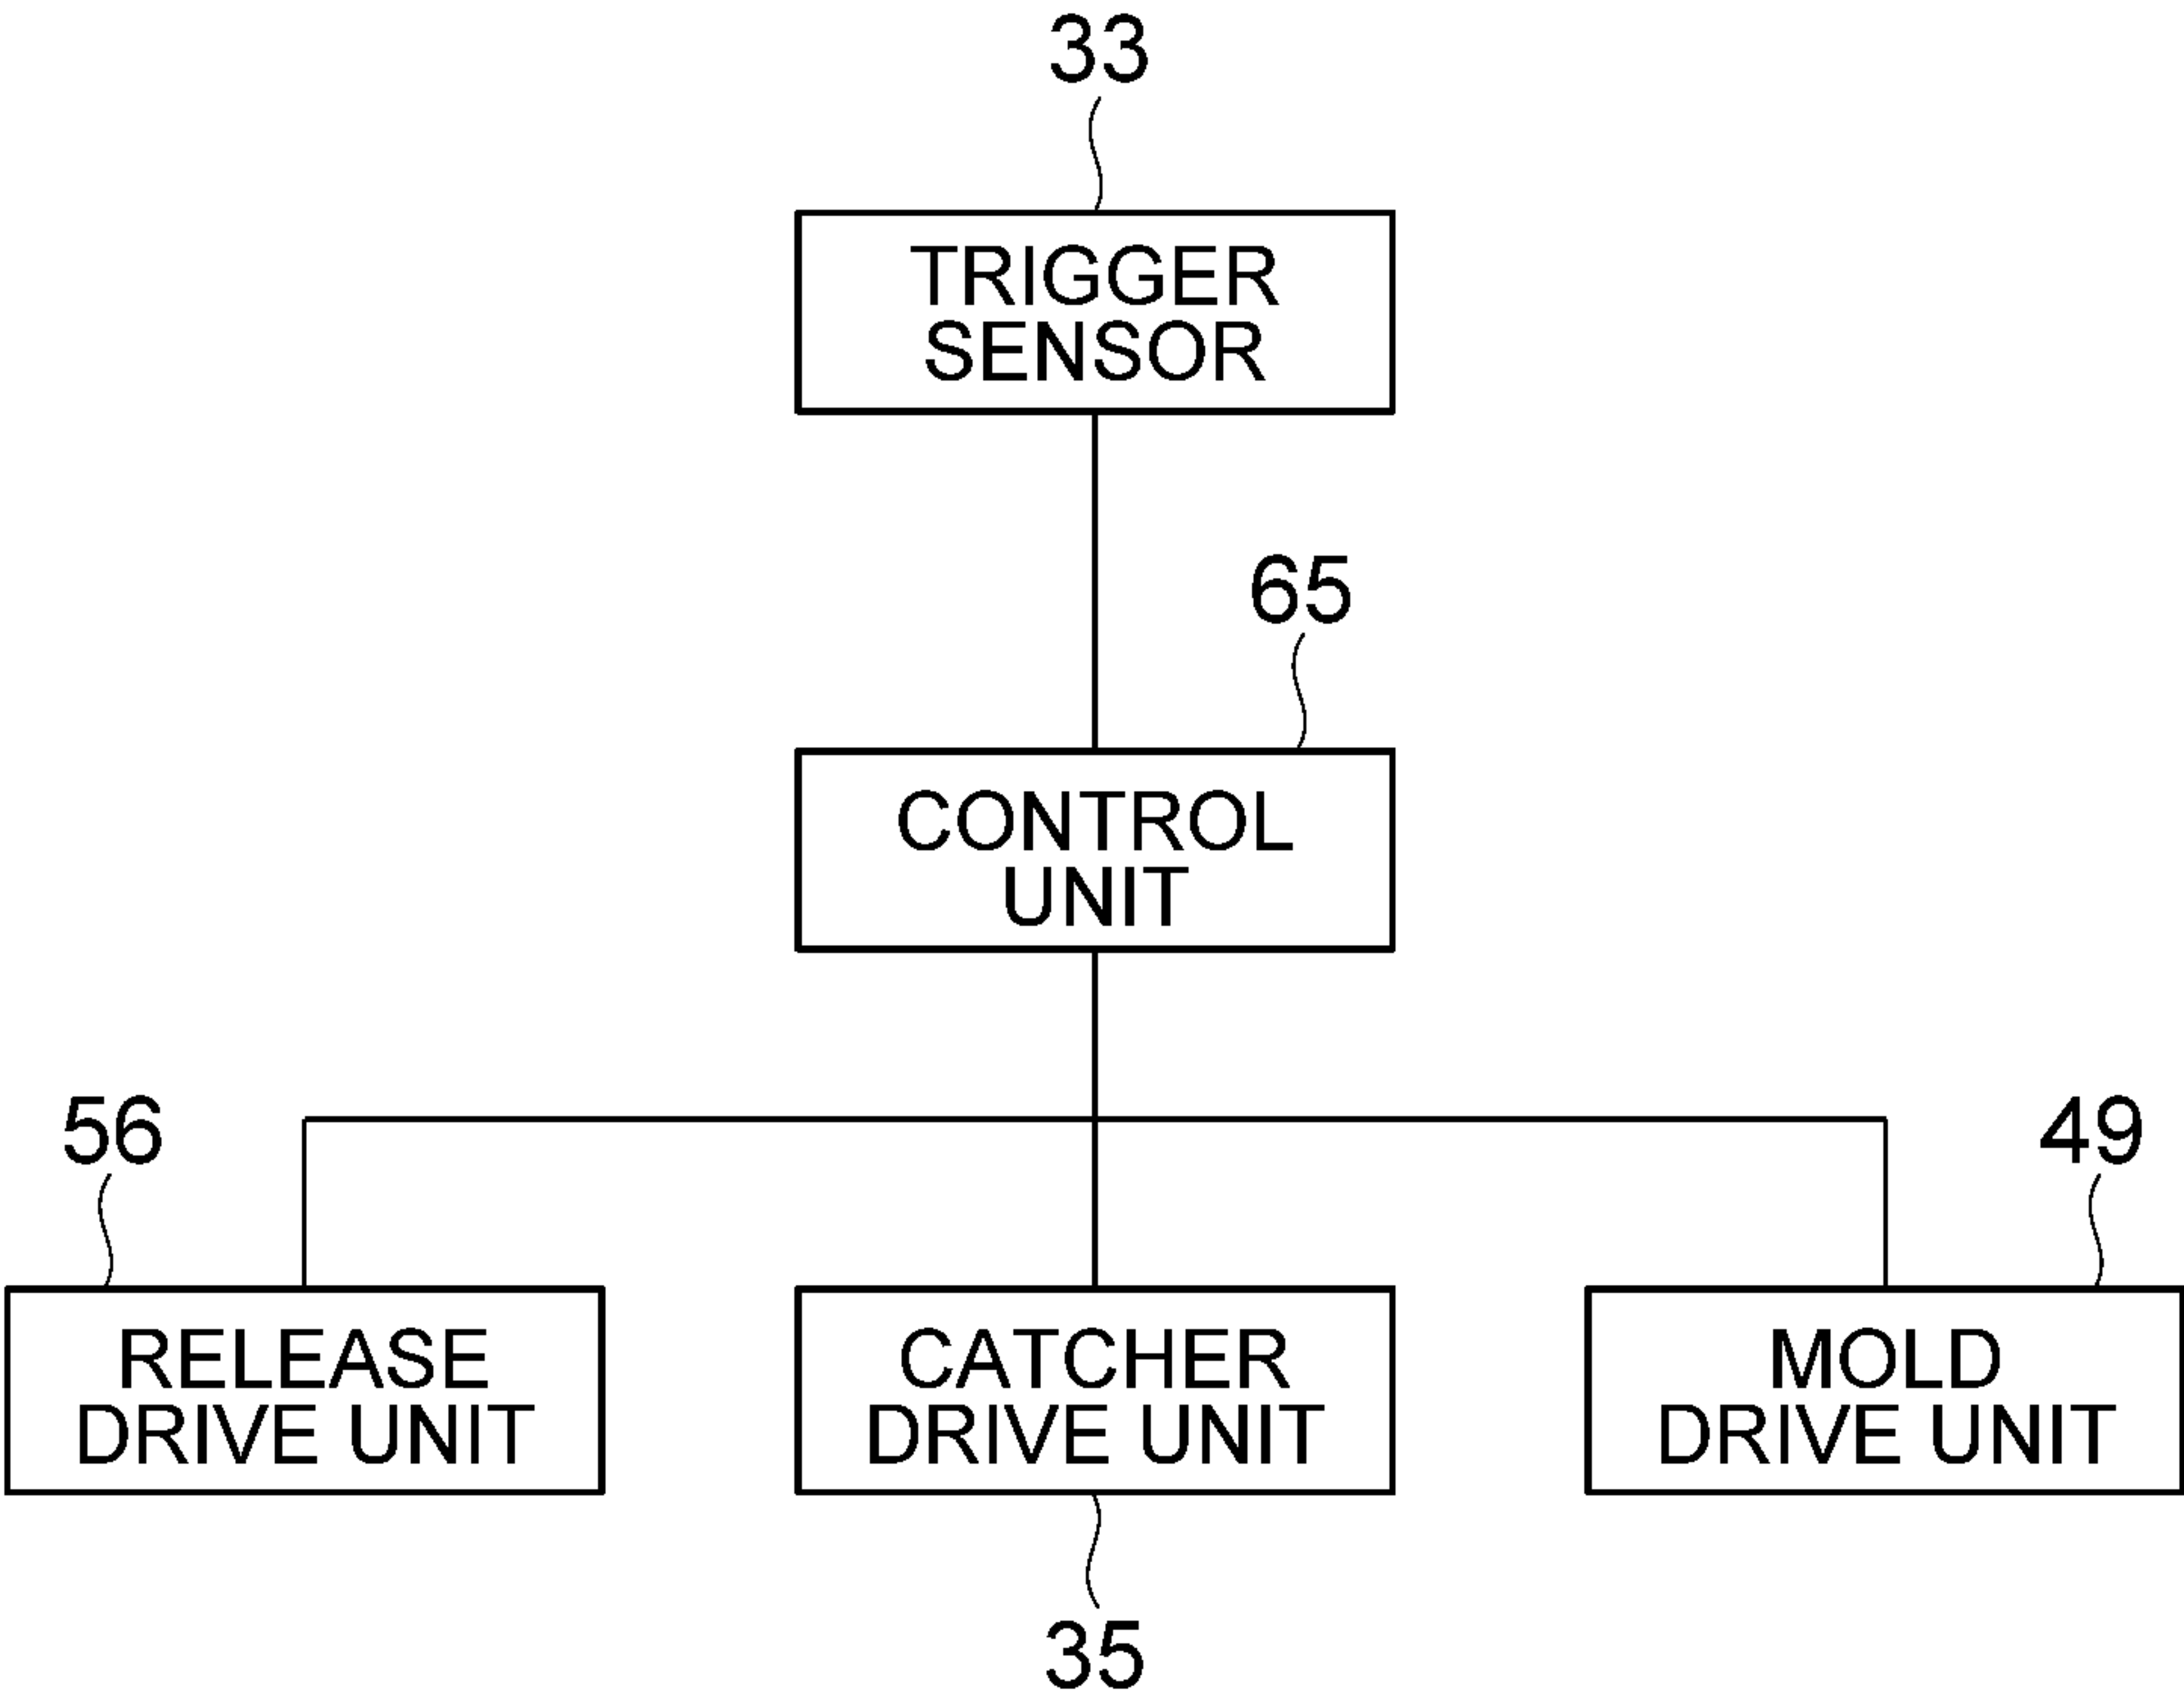 33
TRIGGER
SENSOR
65
CONTROL
UNIT
56
49
RELEASE
DRIVE UNIT
CATCHER
DRIVE UNIT
MOLD
DRIVE UNIT
35